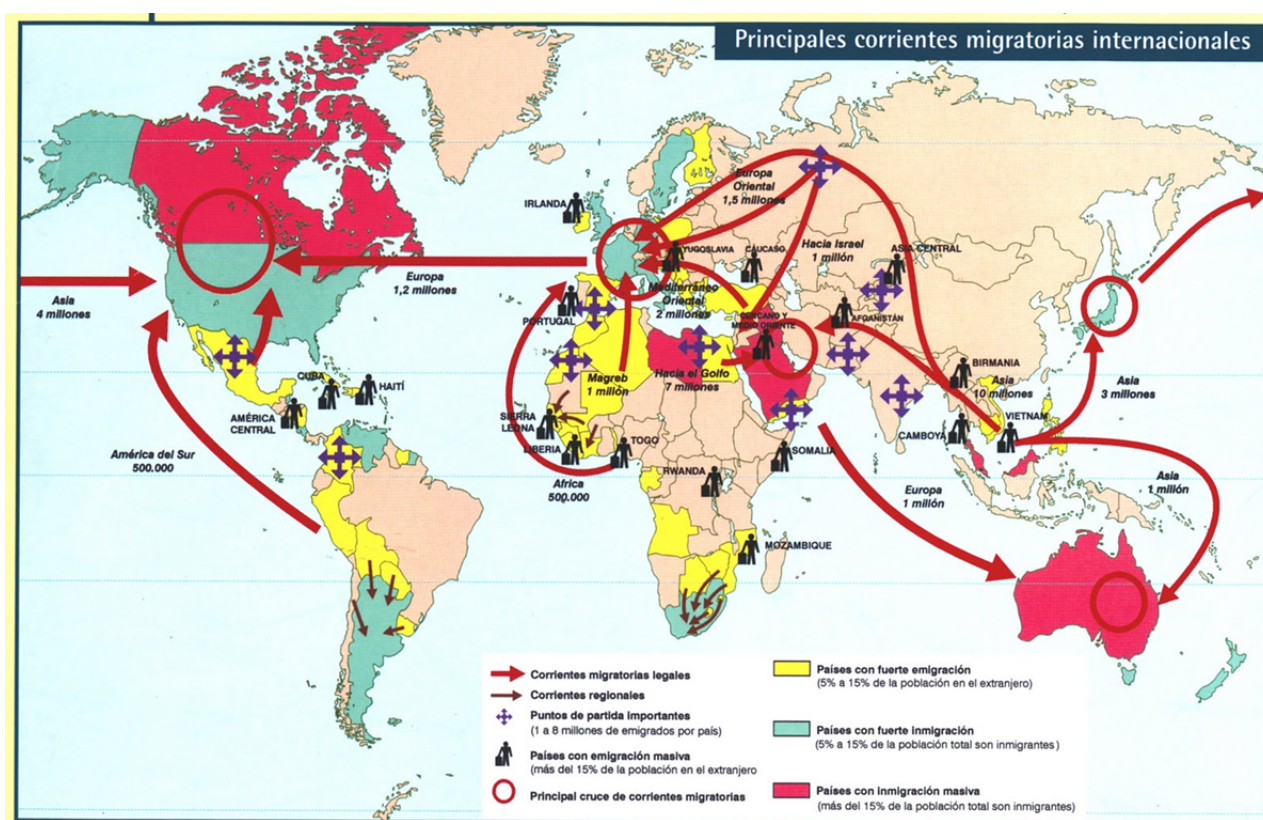 Principales corrientes migratorias internacionales
IRLANDA
Europa
Oriental
1,5 millones
YUGOSLAVIA
CÁUCASO
Hacia Israel
1 millón
ASIA CENTRAL
Asia
4 millones
Europa
1,2 millones
Mediterráneo
Oriental
2 millones
PORTUGAL
CERCANO Y
MEDIO ORIENTE
AFGANISTÁN
CUBA
HAITÍ
Magreb
1 millón
Hacia el Golfo
7 millones
BIRMANIA
Asia
10 millones
Asia
3 millones
AMÉRICA
CENTRAL
SIERRA
LEONA
LIBERIA
TOGO
SOMALIA
CAMBOYA
VIETNAM
América del Sur
500.000
Africa
500.000
RWANDA
Europa
1 millón
Asia
1 millón
MOZAMBIQUE
Corrientes migratorias legales
Corrientes regionales
Puntos de partida importantes
(1 a 8 millones de emigrados por país)
Países con emigración masiva
(más del 15% de la población en el extranjero
Principal cruce de corrientes migratorias
Países con fuerte emigración
(5% a 15% de la población en el extranjero)
Países con fuerte inmigración
(5% a 15% de la población total son inmigrantes)
Países con inmigración masiva
(más del 15% de la población total son inmigrantes)